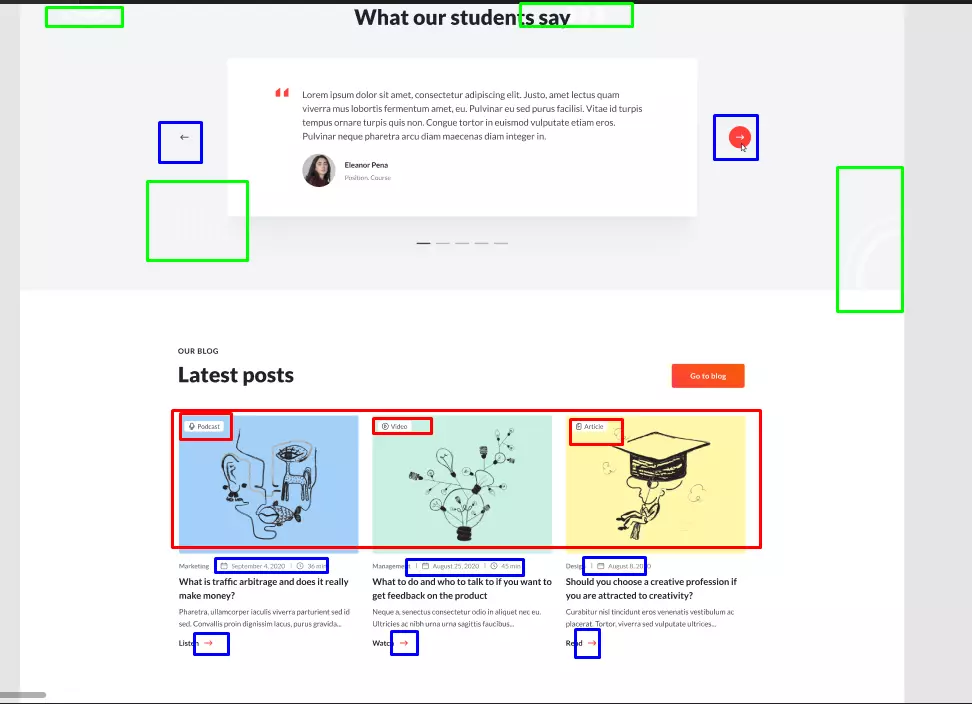 What our students say
Lorem ipsum dolor sit amet, consectetur adipiscing elit. Justo, amet lectus quam
viverra mus lobortis fermentum amet, eu. Pulvinar eu sed purus facilisi. Vitae id turpis
tempus ornare turpis quis non. Congue tortor in euismod vulputate etiam eros.
Pulvinar neque pharetra arcu diam maecenas diam integer in.
Eleanor Pena
Position, Course
OUR BLOG
Latest posts
Go to blog
Podcast
Video
Article
Marketing | September 4, 2020 | 36 min
Management | August 25, 2020 | 45 min
Design | August 8, 2020
What is traffic arbitrage and does it really
make money?
What to do and who to talk to if you want to
get feedback on the product
Should you choose a creative profession if
you are attracted to creativity?
Pharetra, ullamcorper iaculis viverra parturient sed id
sed. Convallis proin dignissim lacus, purus gravida...
Neque a, senectus consectetur odio in aliquet nec eu.
Ultricies ac nibh urna urna sagittis faucibus...
Curabitur nisl tincidunt eros venenatis vestibulum ac
placerat. Tortor, viverra sed vulputate ultrices...
Listen
Watch
Read